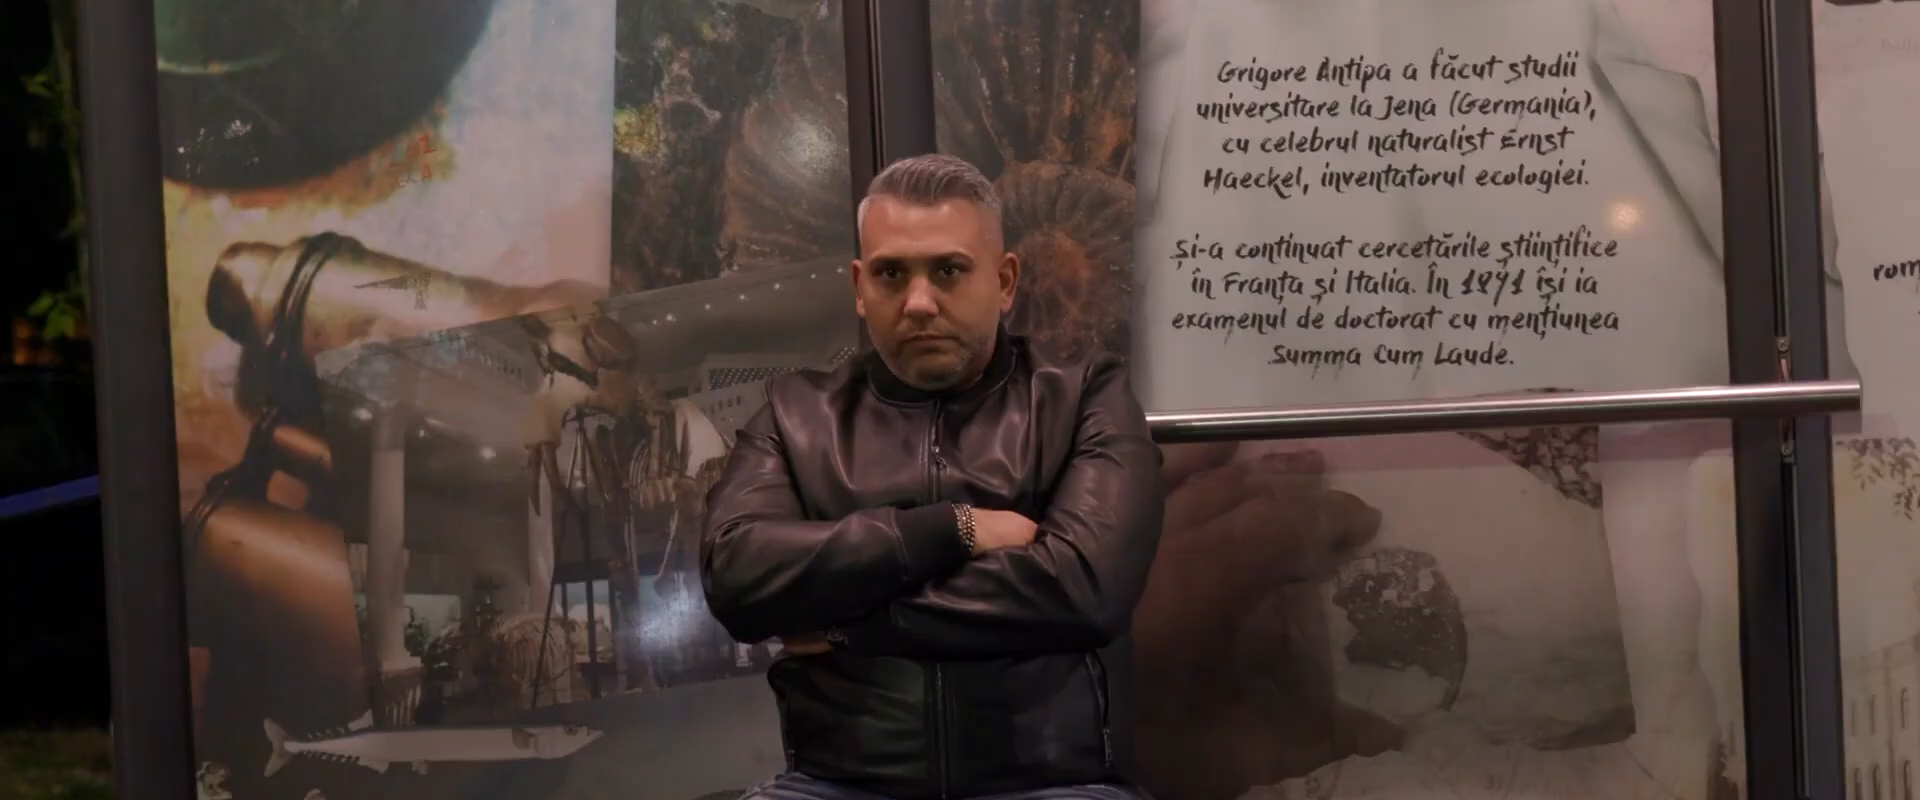 Grigore Antipa a făcut studii
universitare la Jena (Germania),
cu celebrul naturalist Ernst
Haeckel, inventatorul ecologiei.
Și-a continuat cercetările științifice
în Franța și Italia. În 1891 își ia
examenul de doctorat cu mențiunea
Summa Cum Laude.
rom